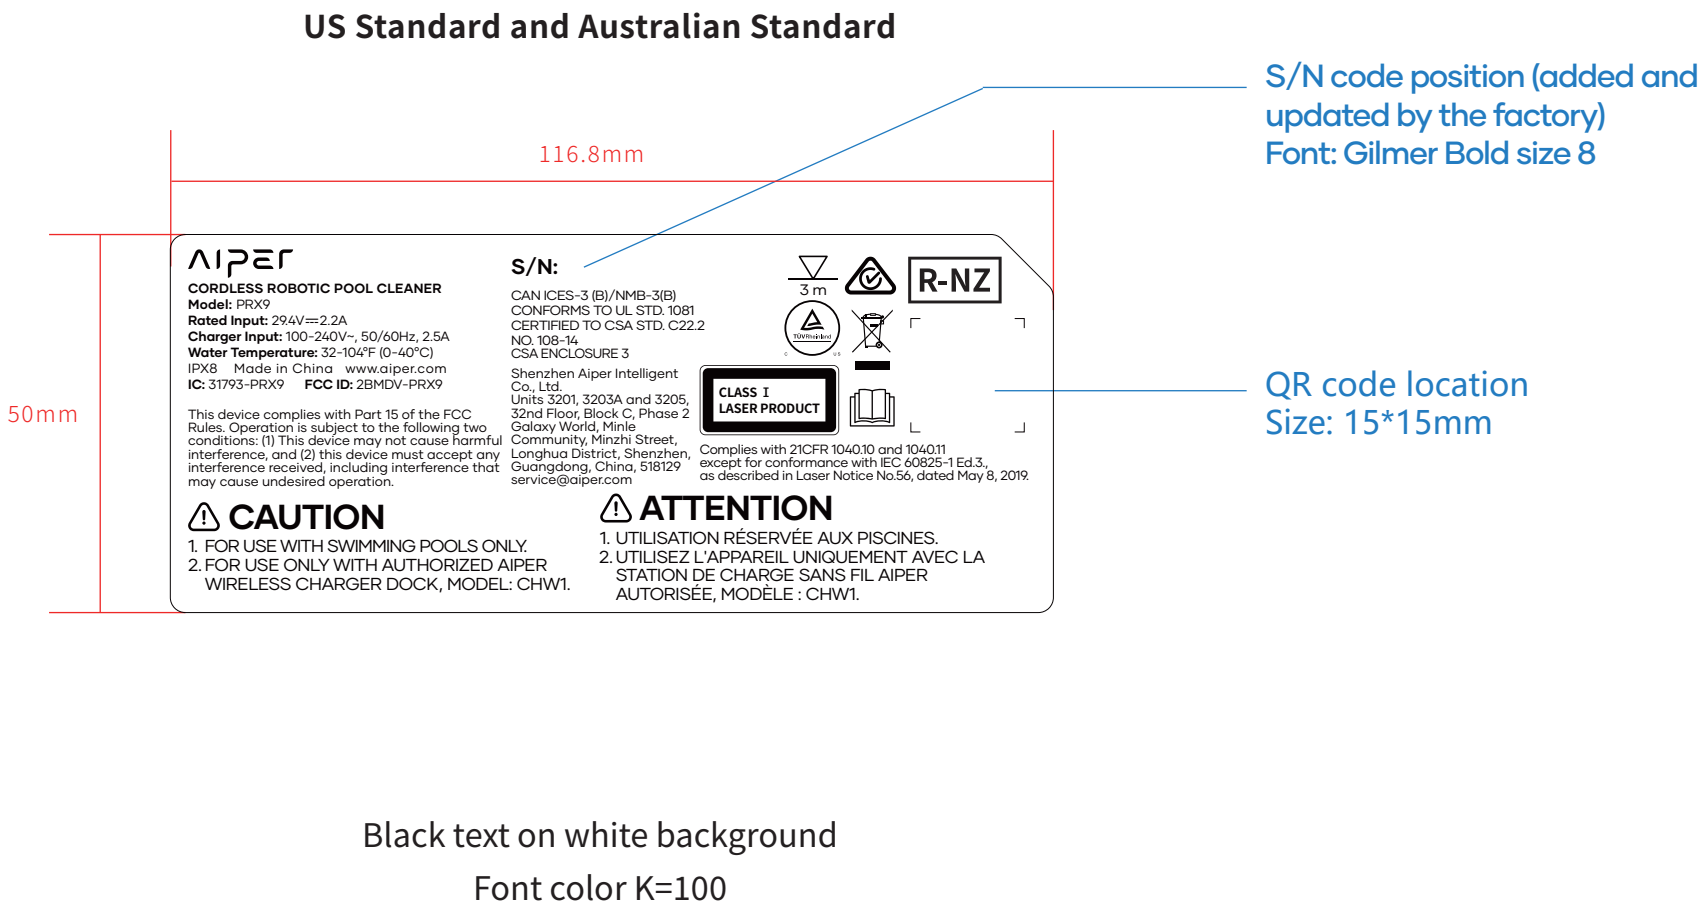 US Standard and Australian Standard
S/N code position (added and
updated by the factory)
Font: Gilmer Bold size 8
116.8mm
50mm
AIPER
CORDLESS ROBOTIC POOL CLEANER
Model: PRX9
Rated Input: 29.4V⎓2.2A
Charger Input: 100-240V~, 50/60Hz, 2.5A
Water Temperature: 32-104°F (0-40°C)
IPX8 Made in China www.aiper.com
IC: 31793-PRX9 FCC ID: 2BMDV-PRX9
This device complies with Part 15 of the FCC
Rules. Operation is subject to the following two
conditions: (1) This device may not cause harmful
interference, and (2) this device must accept any
interference received, including interference that
may cause undesired operation.
S/N:
CAN ICES-3 (B)/NMB-3(B)
CONFORMS TO UL STD. 1081
CERTIFIED TO CSA STD. C22.2
NO. 108-14
CSA ENCLOSURE 3
Shenzhen Aiper Intelligent
Co., Ltd.
Units 3201, 3203A and 3205,
32nd Floor, Block C, Phase 2
Galaxy World, Minle
Community, Minzhi Street,
Longhua District, Shenzhen,
Guangdong, China, 518129
service@aiper.com
3 m
R-NZ
TÜVRheinland
C US
CLASS I
LASER PRODUCT
Complies with 21CFR 1040.10 and 1040.11
except for conformance with IEC 60825-1 Ed.3.,
as described in Laser Notice No.56, dated May 8, 2019.
QR code location
Size: 15*15mm
CAUTION
1. FOR USE WITH SWIMMING POOLS ONLY.
2. FOR USE ONLY WITH AUTHORIZED AIPER
WIRELESS CHARGER DOCK, MODEL: CHW1.
ATTENTION
1. UTILISATION RÉSERVÉE AUX PISCINES.
2. UTILISEZ L'APPAREIL UNIQUEMENT AVEC LA
STATION DE CHARGE SANS FIL AIPER
AUTORISÉE, MODÈLE : CHW1.
Black text on white background
Font color K=100